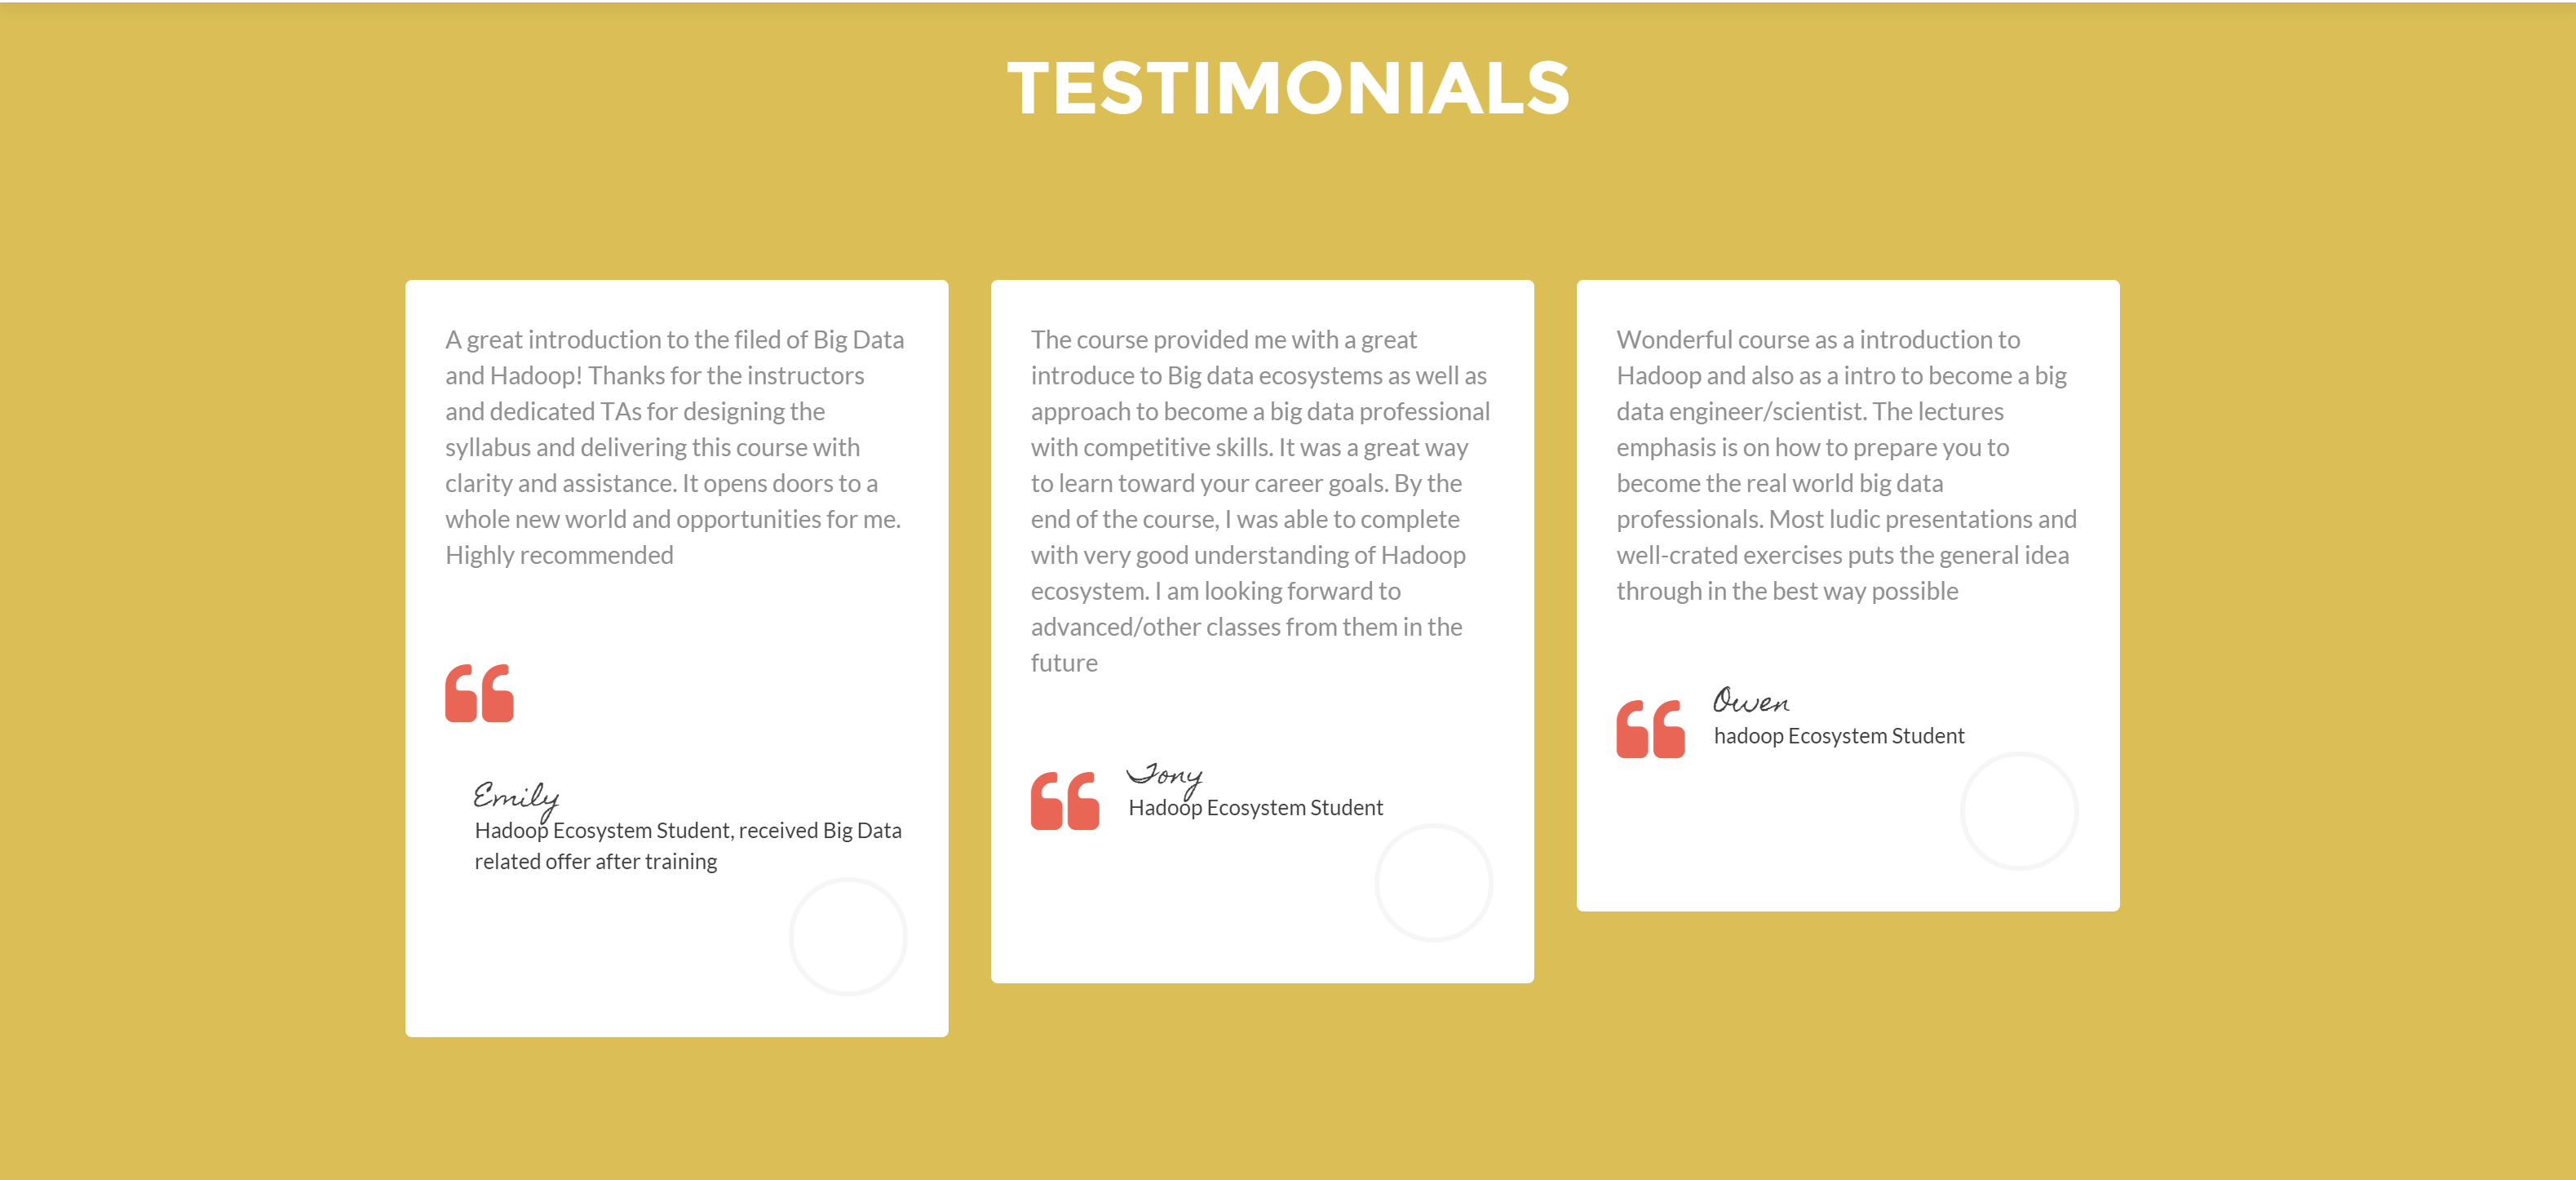 TESTIMONIALS
A great introduction to the filed of Big Data
and Hadoop! Thanks for the instructors
and dedicated TAs for designing the
syllabus and delivering this course with
clarity and assistance. It opens doors to a
whole new world and opportunities for me.
Highly recommended
Emily
Hadoop Ecosystem Student, received Big Data
related offer after training
The course provided me with a great
introduce to Big data ecosystems as well as
approach to become a big data professional
with competitive skills. It was a great way
to learn toward your career goals. By the
end of the course, I was able to complete
with very good understanding of Hadoop
ecosystem. I am looking forward to
advanced/other classes from them in the
future
Tony
Hadoop Ecosystem Student
Wonderful course as a introduction to
Hadoop and also as a intro to become a big
data engineer/scientist. The lectures
emphasis is on how to prepare you to
become the real world big data
professionals. Most ludic presentations and
well-crated exercises puts the general idea
through in the best way possible
Owen
hadoop Ecosystem Student